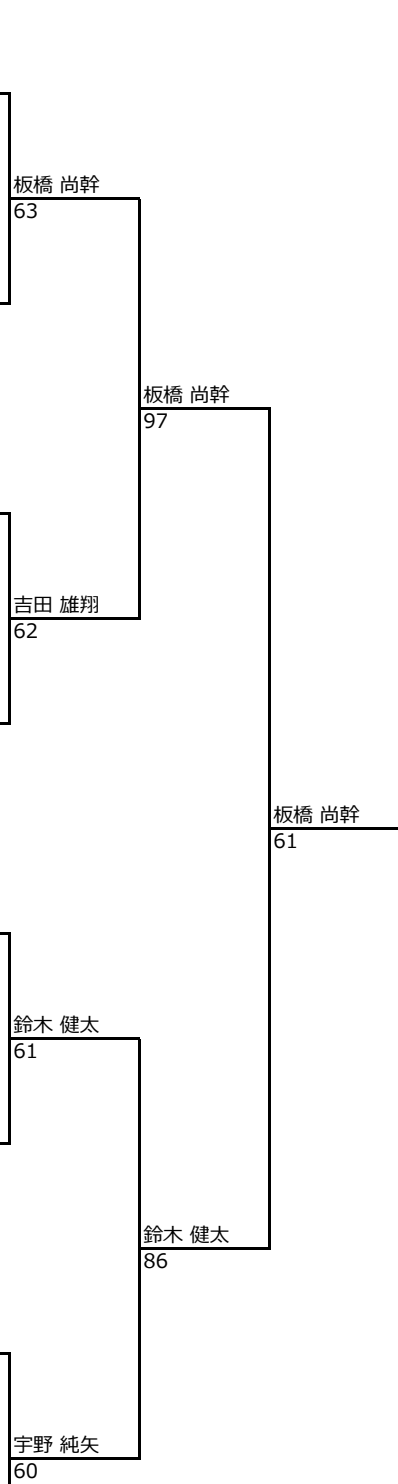 板橋 尚幹
63
板橋 尚幹
97
吉田 雄翔
62
板橋 尚幹
61
鈴木 健太
61
鈴木 健太
86
宇野 純矢
60